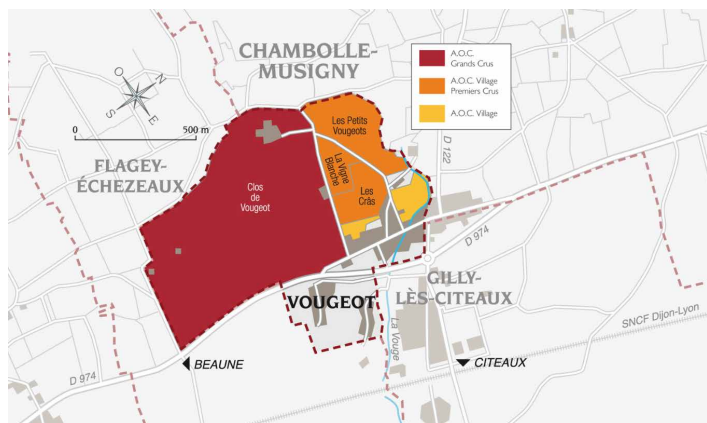 CHAMBOLLE-
MUSIGNY
A.O.C.
Grands Crus
A.O.C. Village
Premiers Crus
A.O.C. Village
O
N
S
E
0
500 m
FLAGEY-
ÉCHEZEAUX
Les Petits
Vougeots
La Vigne
Blanche
Les
Cràs
Clos
de
Vougeot
D 122
D 974
VOUGEOT
GILLY-
LÈS-CITEAUX
La Vouge
SNCF Dijon-Lyon
BEAUNE
CITEAUX
D 974